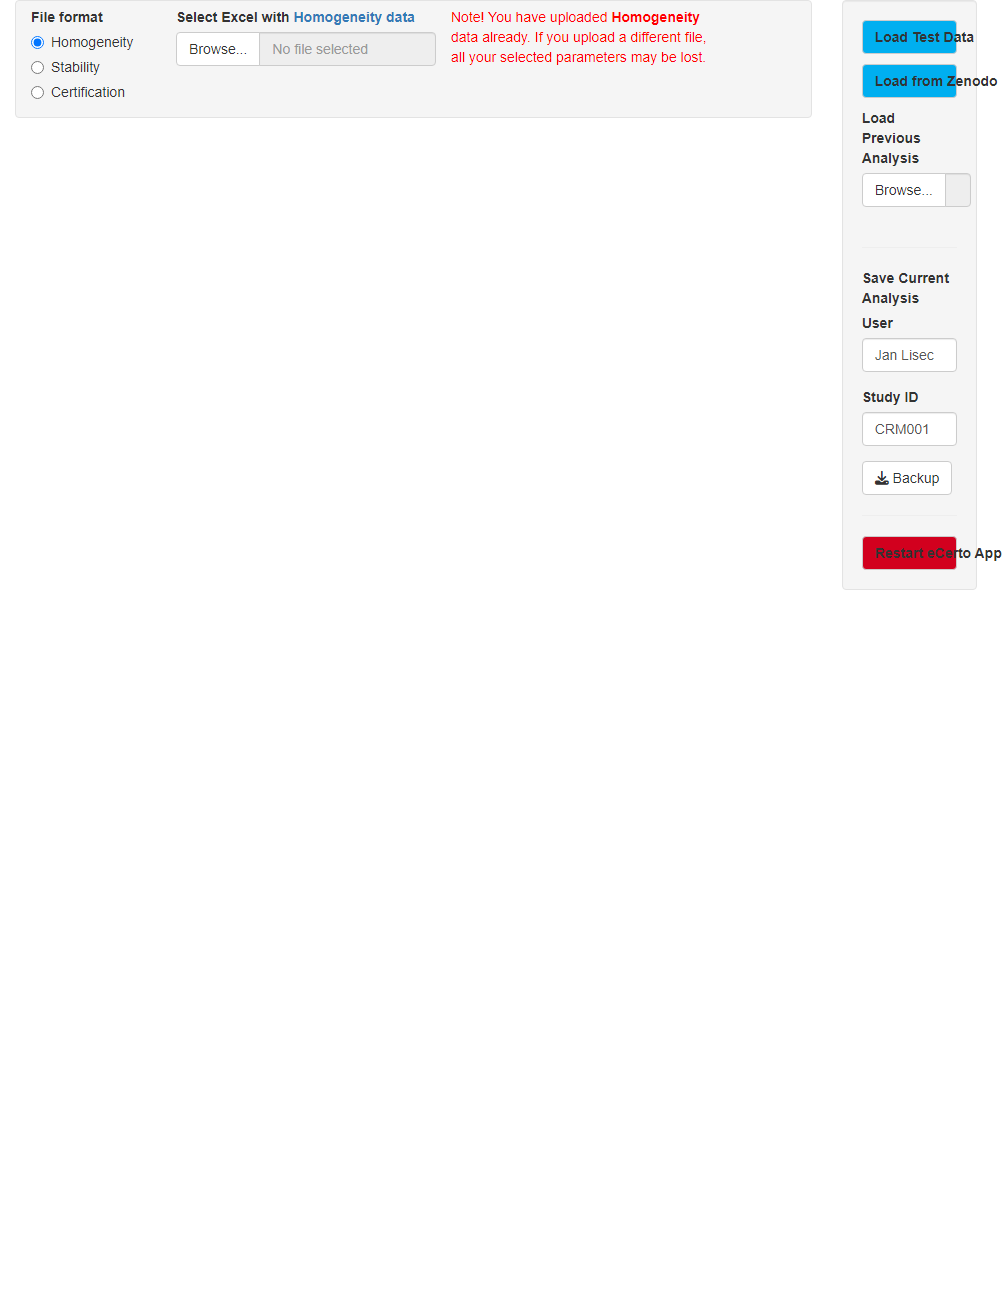 File format
Homogeneity
Stability
Certification
Select Excel with Homogeneity data
Browse... No file selected
Note! You have uploaded Homogeneity
data already. If you upload a different file,
all your selected parameters may be lost.
Load Test Data
Load from Zenodo
Load
Previous
Analysis
Browse...
Save Current
Analysis
User
Jan Lisec
Study ID
CRM001
Backup
Restart eCerto App